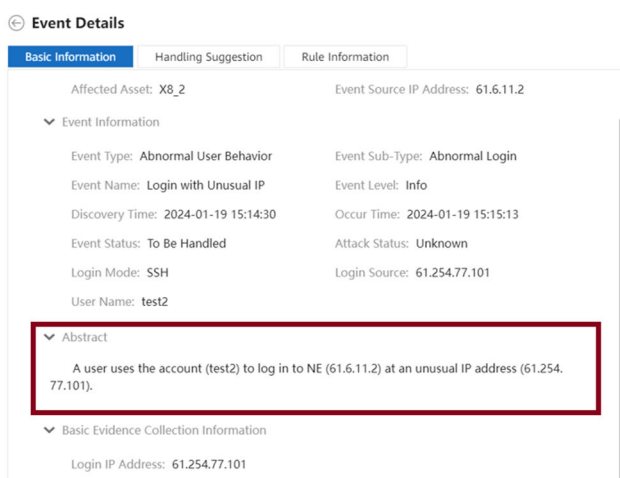 Event Details
Basic Information Handling Suggestion Rule Information
Affected Asset: X8_2 Event Source IP Address: 61.6.11.2
Event Information
Event Type: Abnormal User Behavior Event Sub-Type: Abnormal Login
Event Name: Login with Unusual IP Event Level: Info
Discovery Time: 2024-01-19 15:14:30 Occur Time: 2024-01-19 15:15:13
Event Status: To Be Handled Attack Status: Unknown
Login Mode: SSH Login Source: 61.254.77.101
User Name: test2
Abstract
A user uses the account (test2) to log in to NE (61.6.11.2) at an unusual IP address (61.254.
77.101).
Basic Evidence Collection Information
Login IP Address: 61.254.77.101